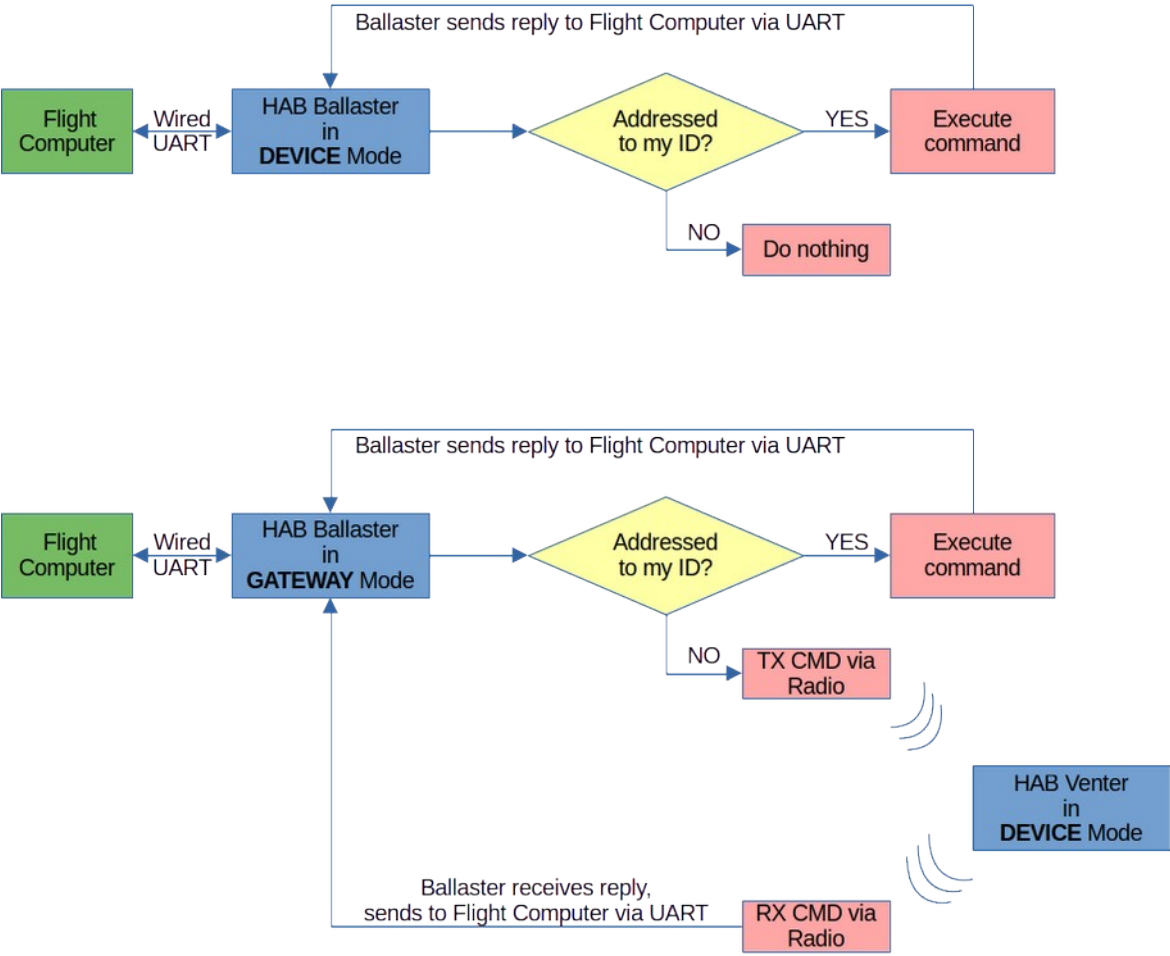 Ballaster sends reply to Flight Computer via UART
Flight
Computer
Wired
UART
HAB Ballaster
in
DEVICE Mode
Addressed
to my ID?
YES
Execute
command
NO
Do nothing
Ballaster sends reply to Flight Computer via UART
Flight
Computer
Wired
UART
HAB Ballaster
in
GATEWAY Mode
Addressed
to my ID?
YES
Execute
command
NO
TX CMD via
Radio
HAB Venter
in
DEVICE Mode
Ballaster receives reply,
sends to Flight Computer via UART
RX CMD via
Radio